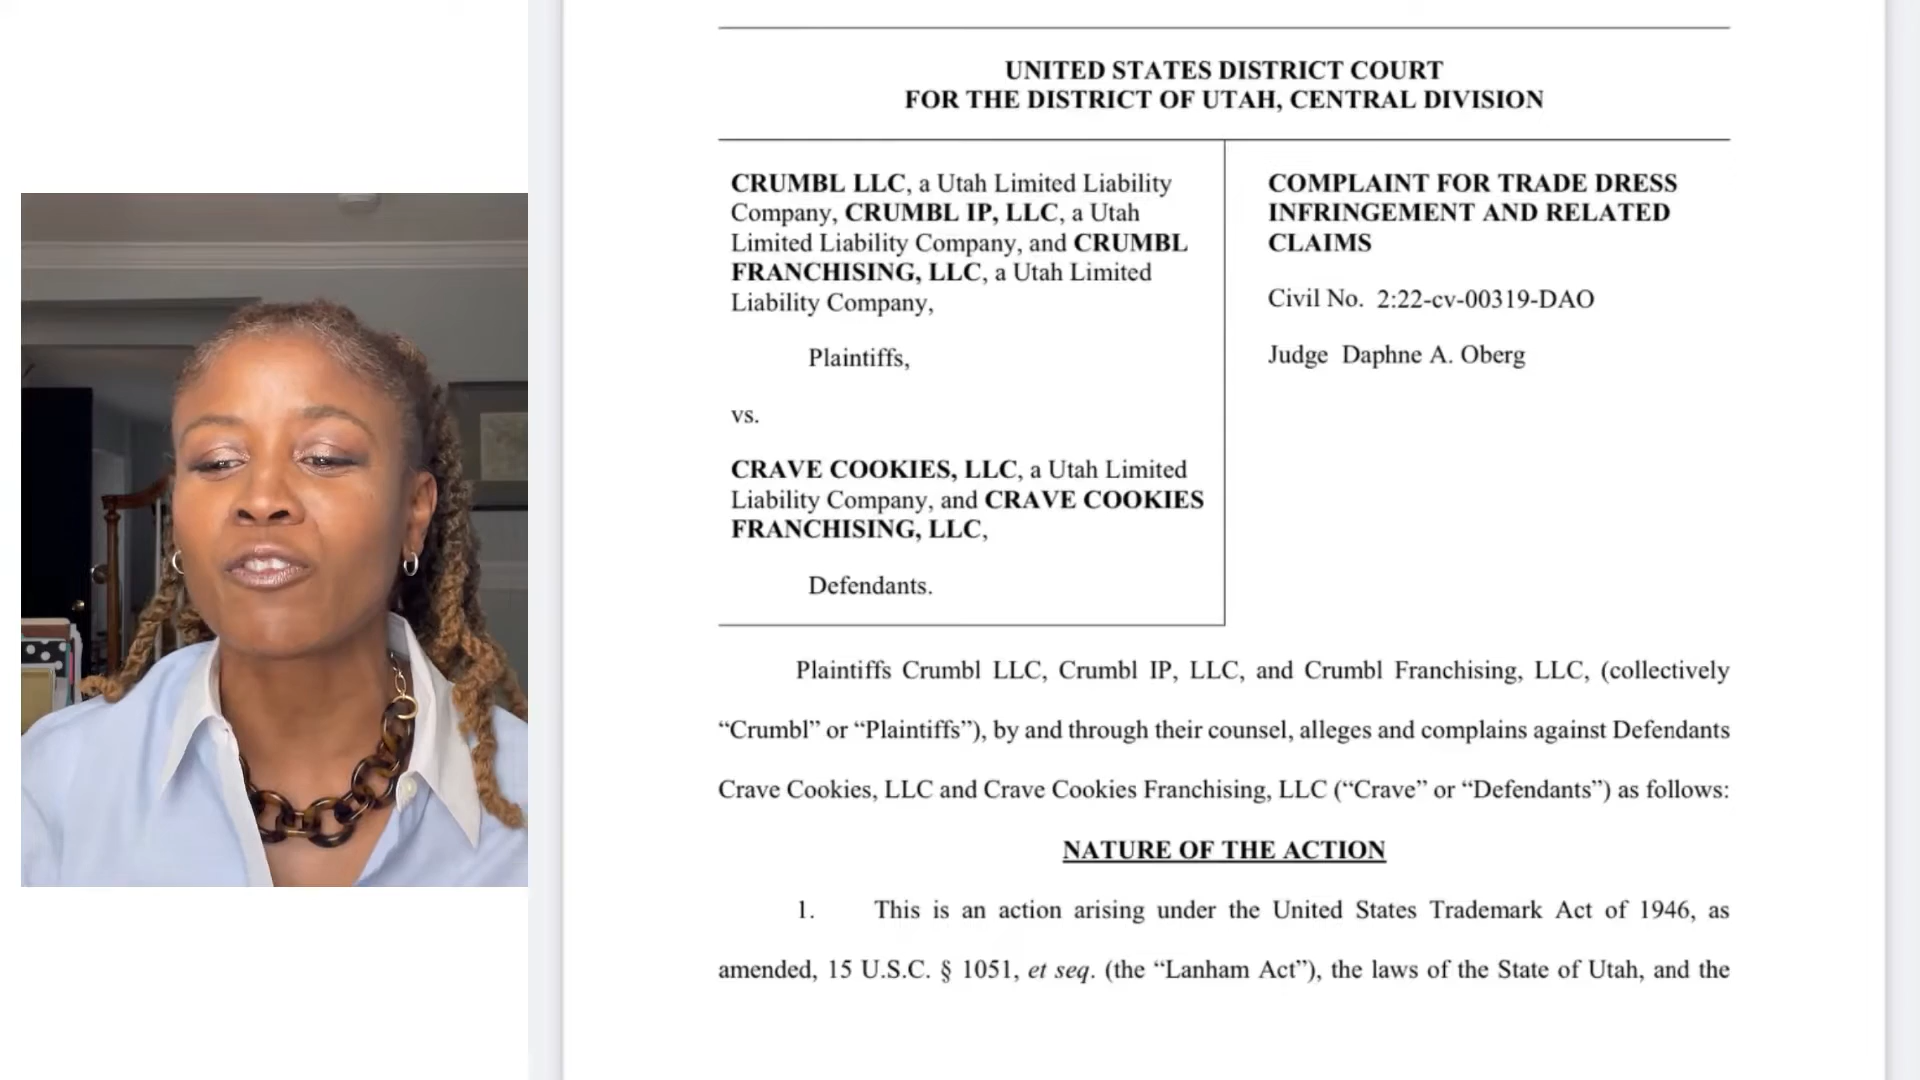 UNITED STATES DISTRICT COURT
FOR THE DISTRICT OF UTAH, CENTRAL DIVISION
CRUMBL LLC, a Utah Limited Liability
Company, CRUMBL IP, LLC, a Utah
Limited Liability Company, and CRUMBL
FRANCHISING, LLC, a Utah Limited
Liability Company,
Plaintiffs,
vs.
CRAVE COOKIES, LLC, a Utah Limited
Liability Company, and CRAVE COOKIES
FRANCHISING, LLC,
Defendants.
COMPLAINT FOR TRADE DRESS
INFRINGEMENT AND RELATED
CLAIMS
Civil No. 2:22-cv-00319-DAO
Judge Daphne A. Oberg
Plaintiffs Crumbl LLC, Crumbl IP, LLC, and Crumbl Franchising, LLC, (collectively
“Crumbl” or “Plaintiffs”), by and through their counsel, alleges and complains against Defendants
Crave Cookies, LLC and Crave Cookies Franchising, LLC (“Crave” or “Defendants”) as follows:
NATURE OF THE ACTION
1. This is an action arising under the United States Trademark Act of 1946, as
amended, 15 U.S.C. § 1051, et seq. (the “Lanham Act”), the laws of the State of Utah, and the